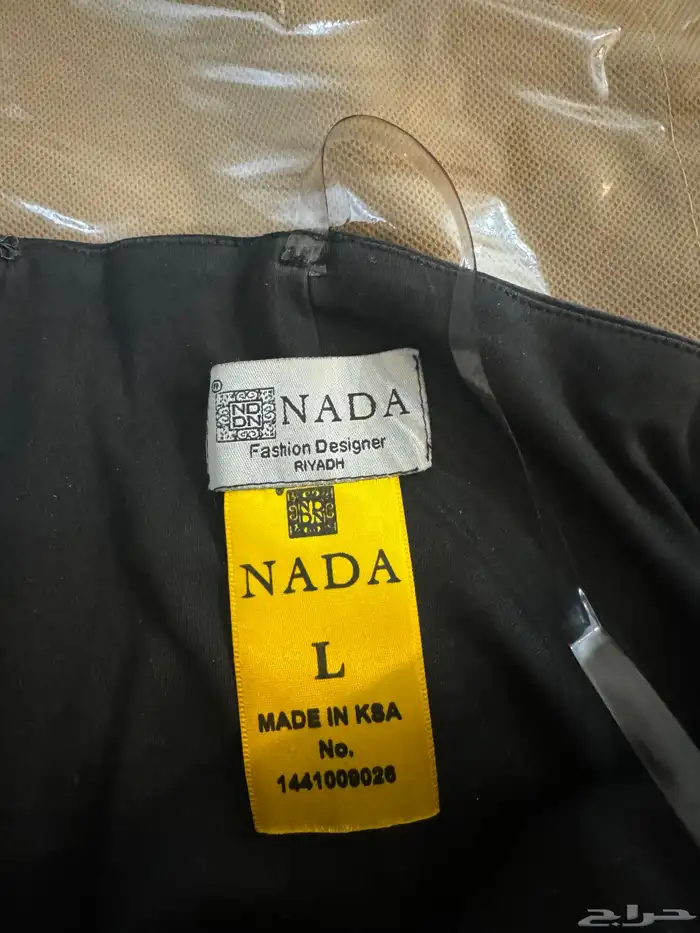 ®
NADA
Fashion Designer
RIYADH
NADA
L
MADE IN KSA
No.
1441009026
حراج